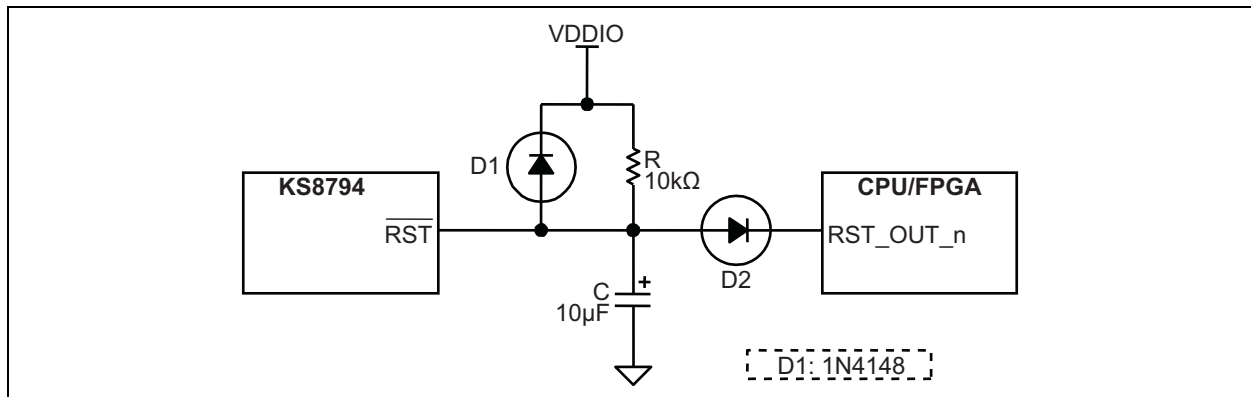 VDDIO
D1
R
10kΩ
KS8794
RST
CPU/FPGA
RST_OUT_n
D2
C
+
10µF
D1: 1N4148